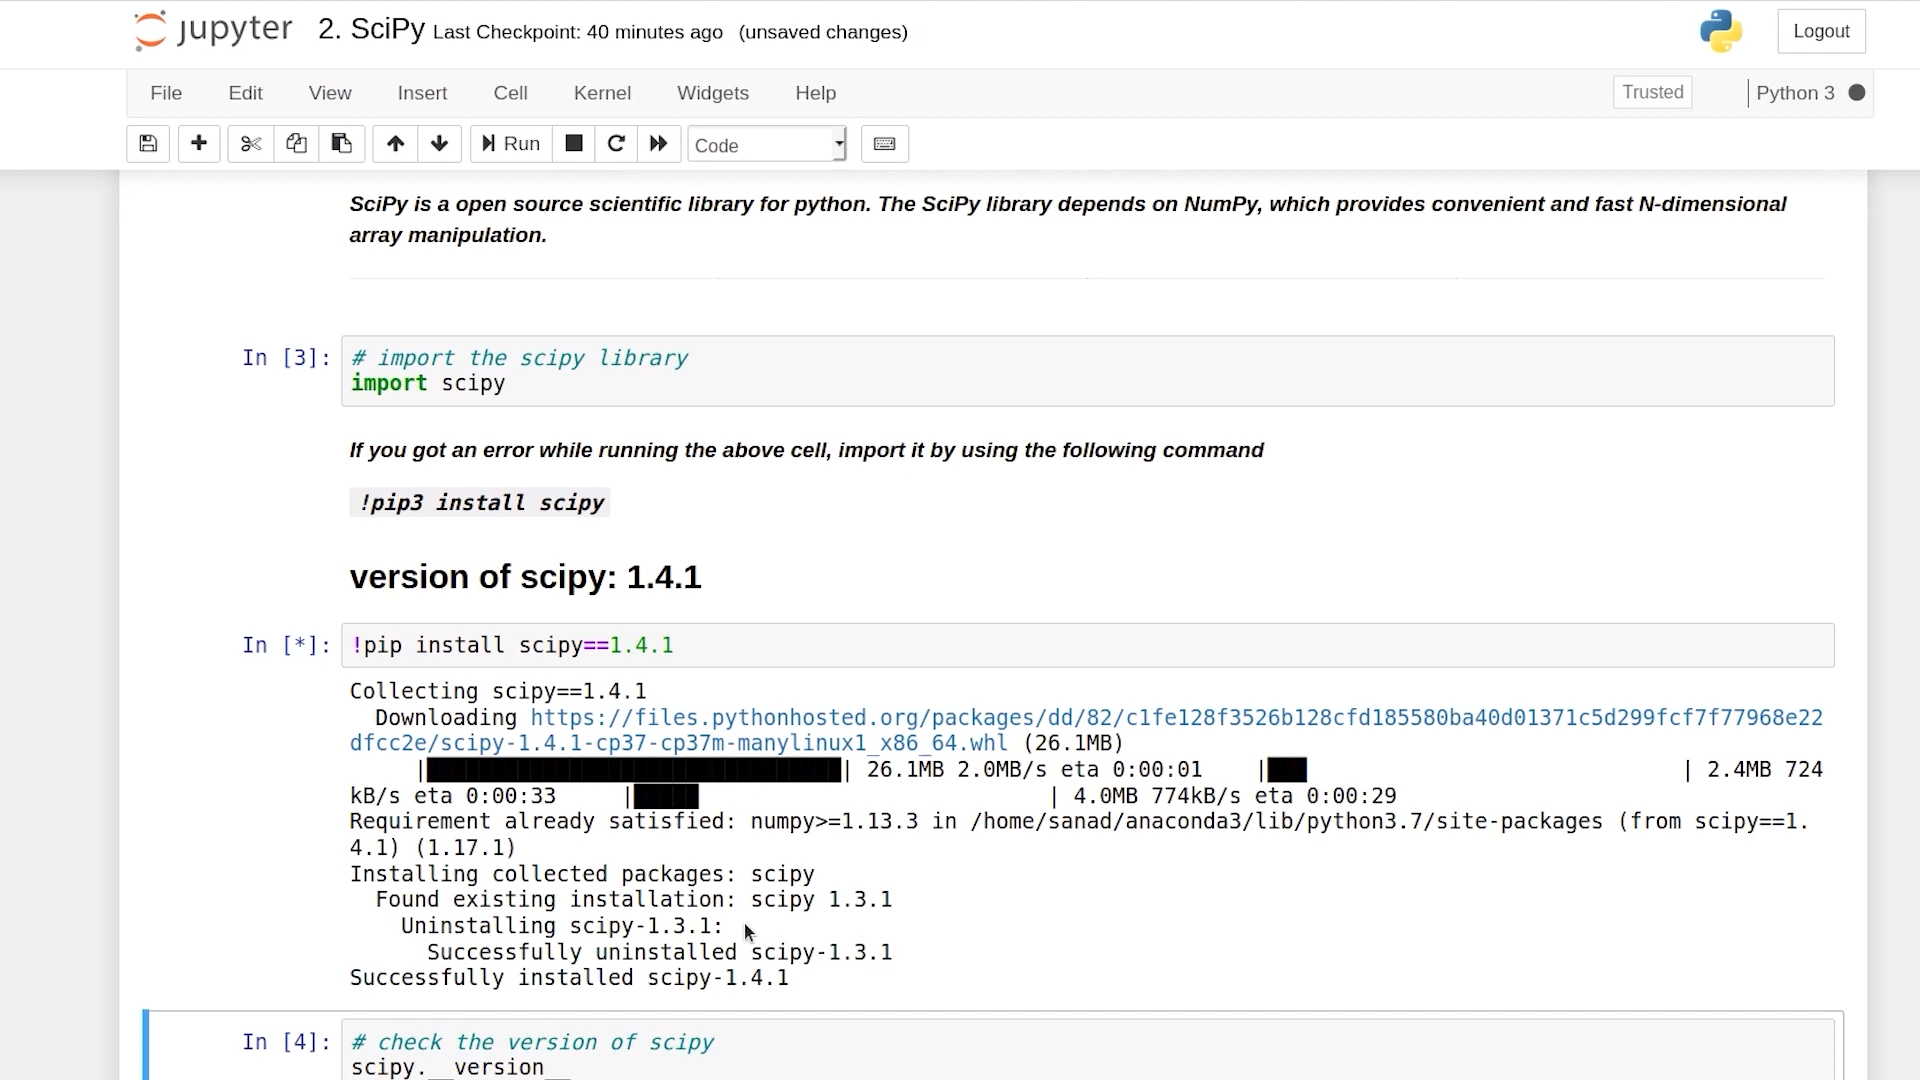 jupyter 2. SciPy Last Checkpoint: 40 minutes ago (unsaved changes) Logout
File Edit View Insert Cell Kernel Widgets Help Trusted Python 3
Run Code
SciPy is a open source scientific library for python. The SciPy library depends on NumPy, which provides convenient and fast N-dimensional
array manipulation.
In [3]: # import the scipy library
import scipy
If you got an error while running the above cell, import it by using the following command
!pip3 install scipy
version of scipy: 1.4.1
In [*]: !pip install scipy==1.4.1
Collecting scipy==1.4.1
Downloading https://files.pythonhosted.org/packages/dd/82/c1fe128f3526b128cfd185580ba40d01371c5d299fcf7f77968e22
dfcc2e/scipy-1.4.1-cp37-cp37m-manylinux1_x86_64.whl (26.1MB)
|████████████████████████████████| 26.1MB 2.0MB/s eta 0:00:01 |███ | 2.4MB 724
kB/s eta 0:00:33 |█████ | 4.0MB 774kB/s eta 0:00:29
Requirement already satisfied: numpy>=1.13.3 in /home/sanad/anaconda3/lib/python3.7/site-packages (from scipy==1.
4.1) (1.17.1)
Installing collected packages: scipy
Found existing installation: scipy 1.3.1
Uninstalling scipy-1.3.1:
Successfully uninstalled scipy-1.3.1
Successfully installed scipy-1.4.1
In [4]: # check the version of scipy
scipy.__version__